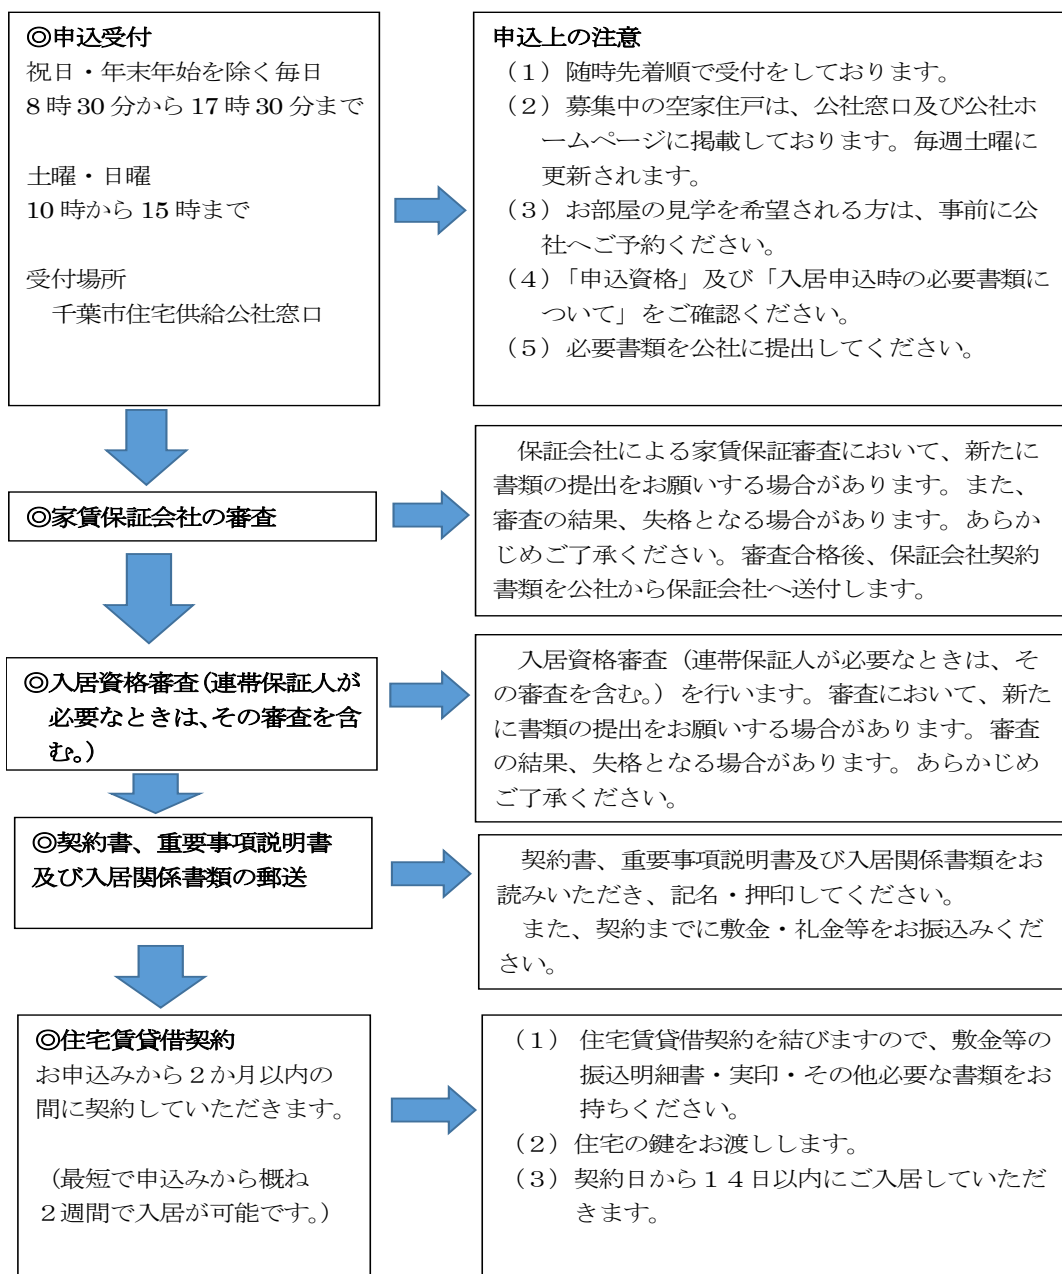 ◎申込受付
祝日・年末年始を除く毎日
8時30分から17時30分まで
土曜・日曜
10時から15時まで
受付場所
千葉市住宅供給公社窓口
申込上の注意
（1）随時先着順で受付をしております。
（2）募集中の空家住戸は、公社窓口及び公社ホ
ームページに掲載しております。毎週土曜に
更新されます。
（3）お部屋の見学を希望される方は、事前に公
社へご予約ください。
（4）「申込資格」及び「入居申込時の必要書類に
ついて」をご確認ください。
（5）必要書類を公社に提出してください。
◎家賃保証会社の審査
保証会社による家賃保証審査において、新たに
書類の提出をお願いする場合があります。また、
審査の結果、失格となる場合があります。あらか
じめご了承ください。審査合格後、保証会社契約
書類を公社から保証会社へ送付します。
◎入居資格審査（連帯保証人が
必要なときは、その審査を含
む。）
入居資格審査（連帯保証人が必要なときは、そ
の審査を含む。）を行います。審査において、新た
に書類の提出をお願いする場合があります。審査
の結果、失格となる場合があります。あらかじめ
ご了承ください。
◎契約書、重要事項説明書
及び入居関係書類の郵送
契約書、重要事項説明書及び入居関係書類をお
読みいただき、記名・押印してください。
また、契約までに敷金・礼金等をお振込みくだ
さい。
◎住宅賃貸借契約
お申込みから２か月以内の
間に契約していただきます。
（最短で申込みから概ね
２週間で入居が可能です。）
（1） 住宅賃貸借契約を結びますので、敷金等の
振込明細書・実印・その他必要な書類をお
持ちください。
（2）住宅の鍵をお渡しします。
（3）契約日から１４日以内にご入居していただ
きます。